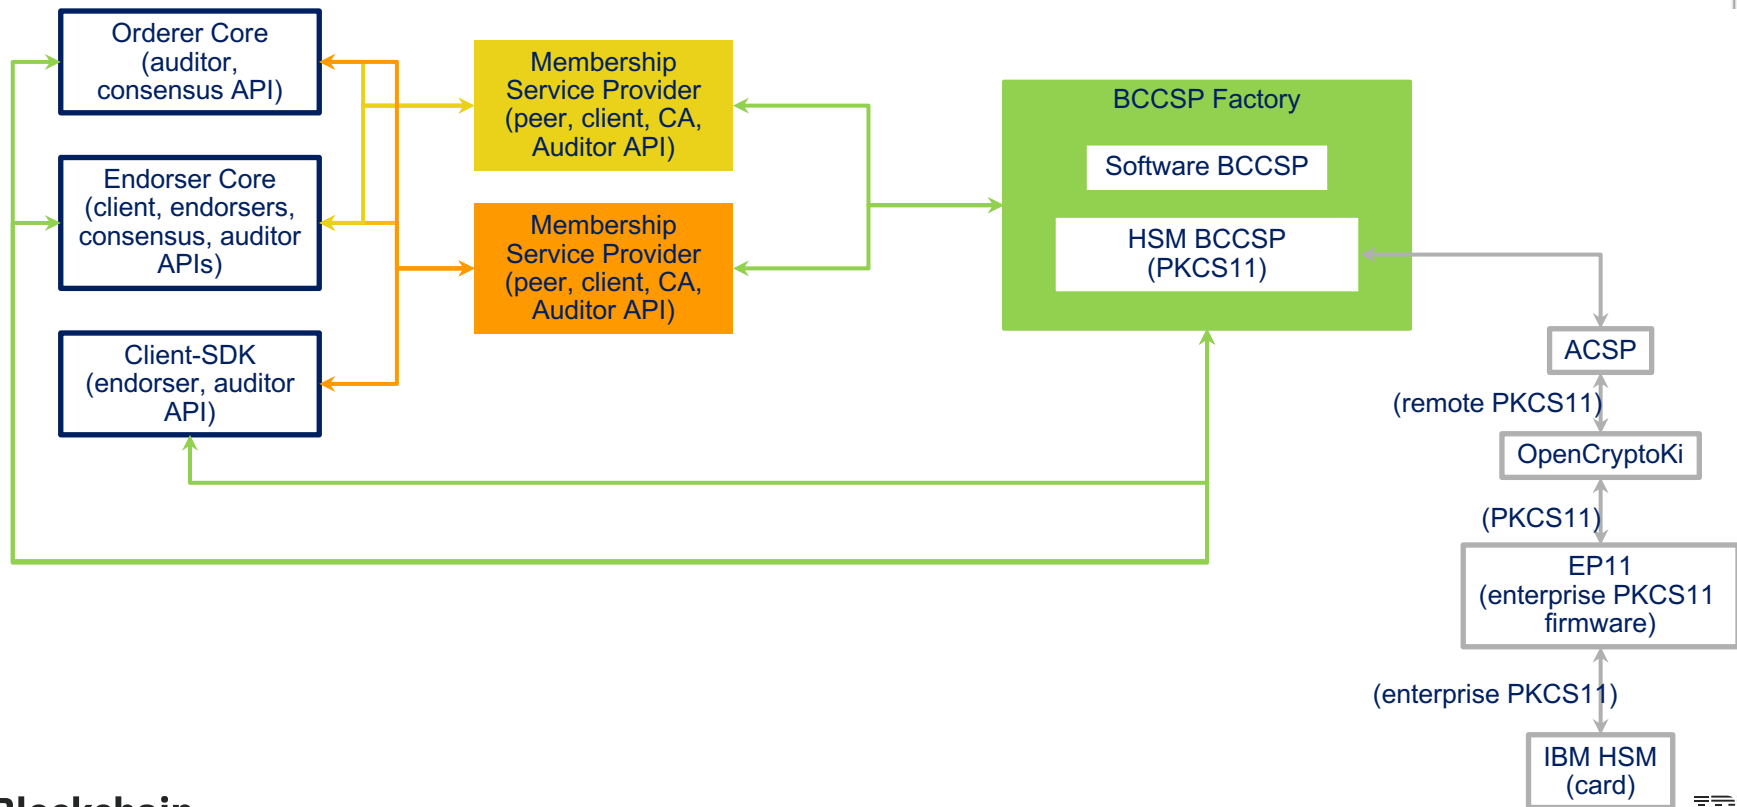 Orderer Core
(auditor,
consensus API)
Endorser Core
(client, endorsers,
consensus, auditor
APIs)
Client-SDK
(endorser, auditor
API)
Membership
Service Provider
(peer, client, CA,
Auditor API)
Membership
Service Provider
(peer, client, CA,
Auditor API)
BCCSP Factory
Software BCCSP
HSM BCCSP
(PKCS11)
ACSP
(remote PKCS11)
OpenCryptoKi
(PKCS11)
EP11
(enterprise PKCS11
firmware)
(enterprise PKCS11)
IBM HSM
(card)